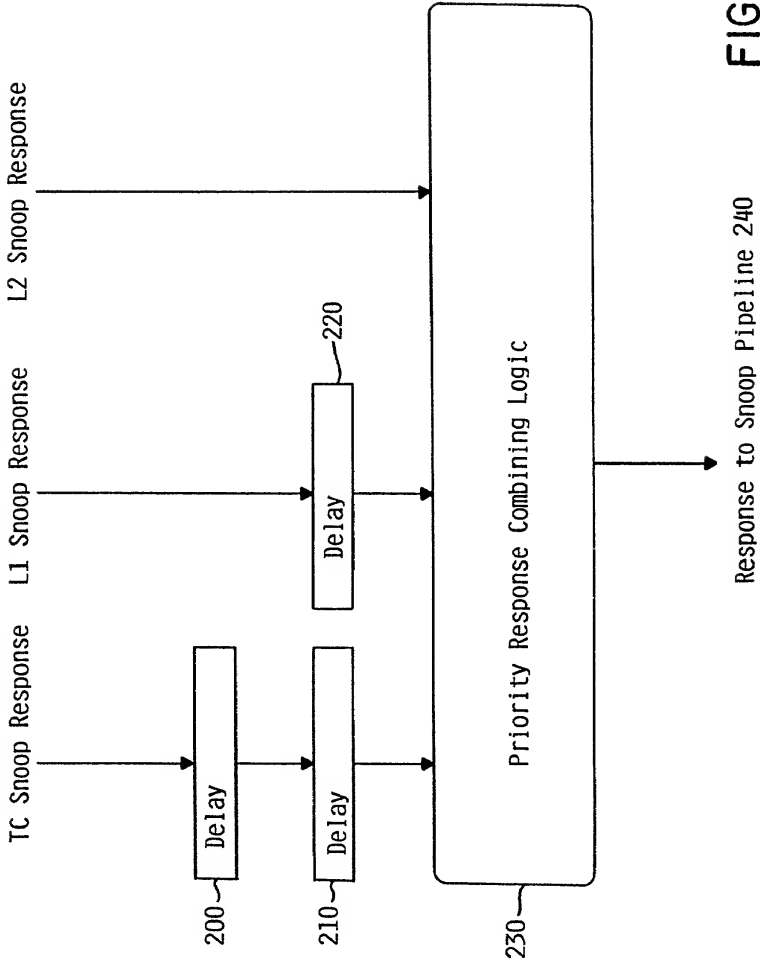 TC Snoop Response
L1 Snoop Response
L2 Snoop Response
200
Delay
210
Delay
Delay
220
230
Priority Response Combining Logic
Response to Snoop Pipeline 240
FIG